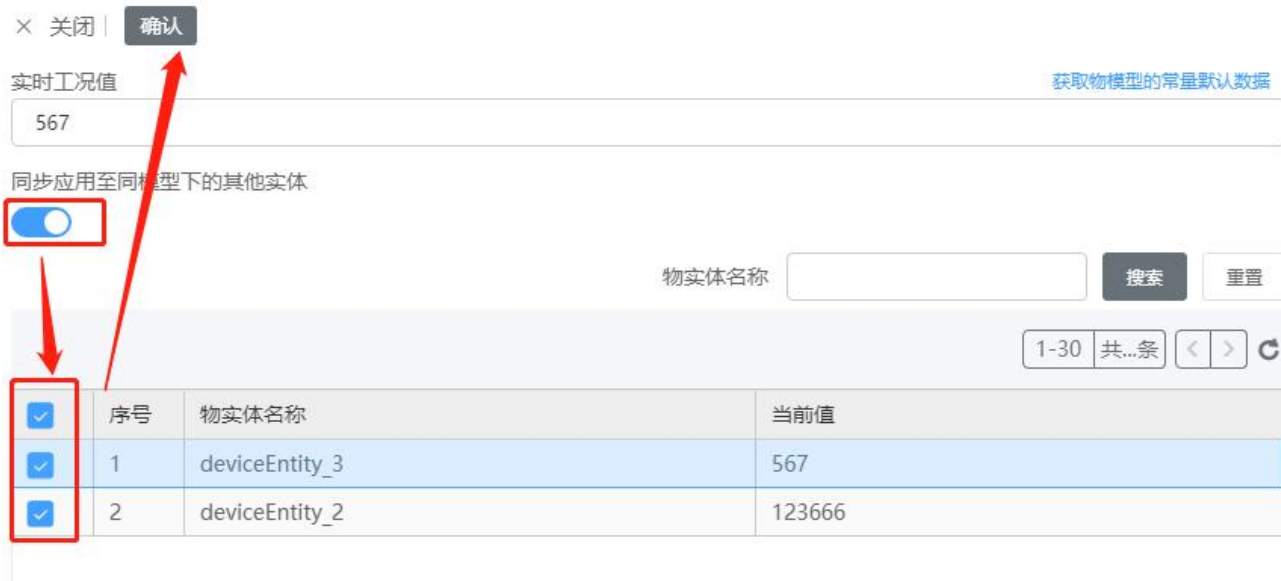 × 关闭 确认
实时工况值 获取物模型的常量默认数据
567
同步应用至同模型下的其他实体
物实体名称 搜索 重置
1-30 共...条 < >
序号 物实体名称 当前值
1 deviceEntity_3 567
2 deviceEntity_2 123666